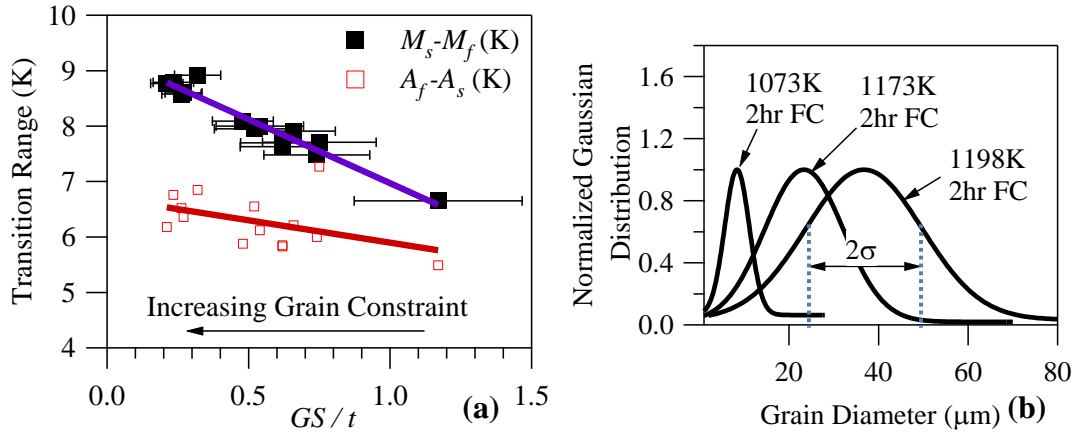 10
9
8
7
6
5
4
Transition Range (K)
Ms-Mf (K)
Af-As (K)
Increasing Grain Constraint
0.0
0.5
1.0
1.5
GS / t
(a)
1.6
1.2
0.8
0.4
0.0
Normalized Gaussian
Distribution
1073K
2hr FC
1173K
2hr FC
1198K
2hr FC
2σ
20
40
60
80
Grain Diameter (μm)
(b)